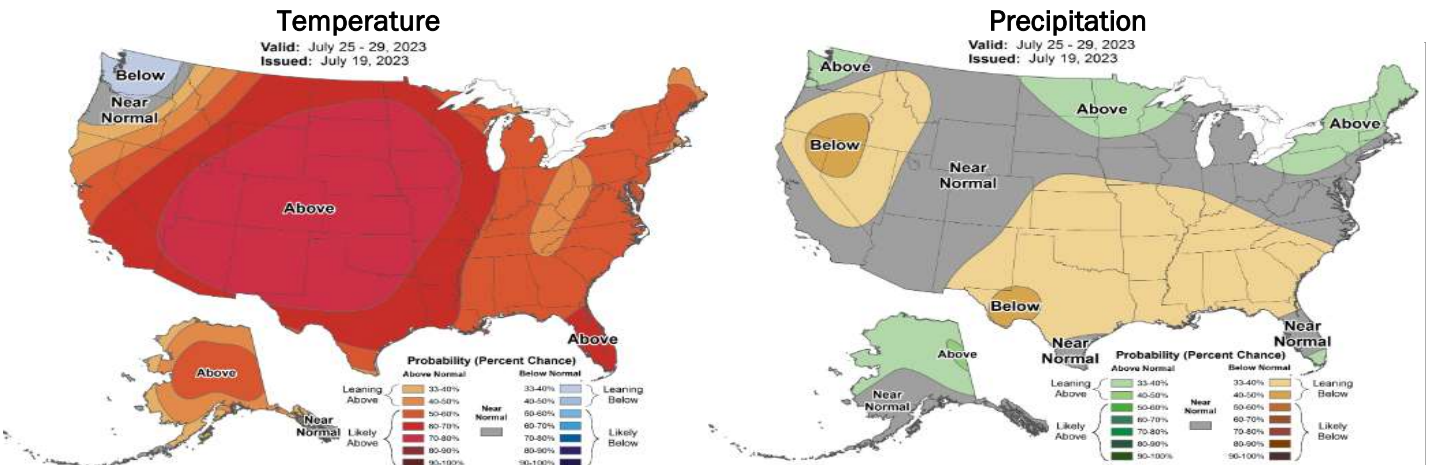 Temperature
Valid: July 25 - 29, 2023
Issued: July 19, 2023
Below
Near
Normal
Above
Above
Above
Near
Normal
Probability (Percent Chance)
Above Normal
Below Normal
Leaning
Above
33-40%
40-50%
Likely
Above
50-60%
60-70%
70-80%
80-90%
90-100%
Near
Normal
33-40%
40-50%
Leaning
Below
50-60%
60-70%
70-80%
80-90%
90-100%
Likely
Below
Precipitation
Valid: July 25 - 29, 2023
Issued: July 19, 2023
Above
Above
Above
Below
Near
Normal
Below
Near
Normal
Near
Normal
Above
Near
Normal
Probability (Percent Chance)
Above Normal
Below Normal
Leaning
Above
33-40%
40-50%
Likely
Above
50-60%
60-70%
70-80%
80-90%
90-100%
Near
Normal
33-40%
40-50%
Leaning
Below
50-60%
60-70%
70-80%
80-90%
90-100%
Likely
Below